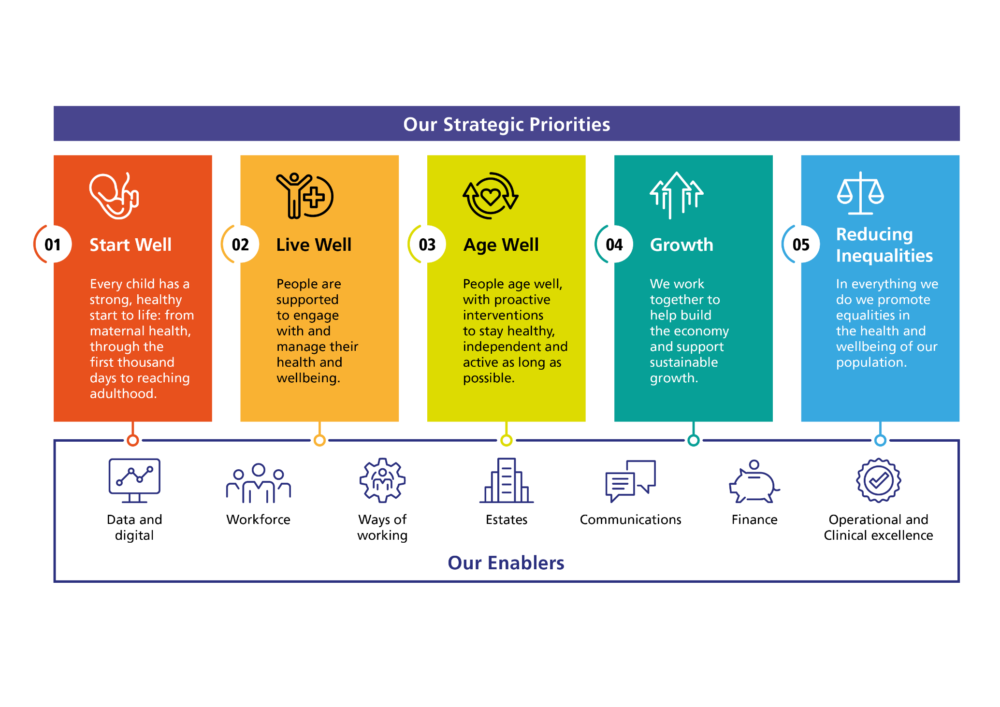 Our Strategic Priorities
01
Start Well
Every child has a
strong, healthy
start to life: from
maternal health,
through the
first thousand
days to reaching
adulthood.
02
Live Well
People are
supported
to engage
with and
manage their
health and
wellbeing.
03
Age Well
People age well,
with proactive
interventions
to stay healthy,
independent and
active as long as
possible.
04
Growth
We work
together to
help build
the economy
and support
sustainable
growth.
05
Reducing
Inequalities
In everything we
do we promote
equalities in
the health and
wellbeing of our
population.
Data and
digital
Workforce
Ways of
working
Estates
Communications
Finance
Operational and
Clinical excellence
Our Enablers